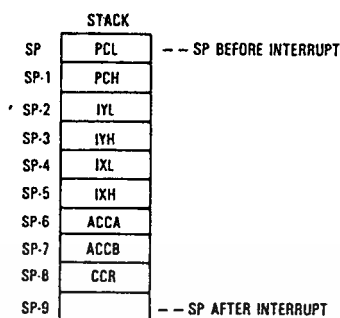 STACK
SP PCL – – SP BEFORE INTERRUPT
SP-1 PCH
SP-2 IYL
SP-3 IYH
SP-4 IXL
SP-5 IXH
SP-6 ACCA
SP-7 ACCB
SP-8 CCR
SP-9 – – SP AFTER INTERRUPT